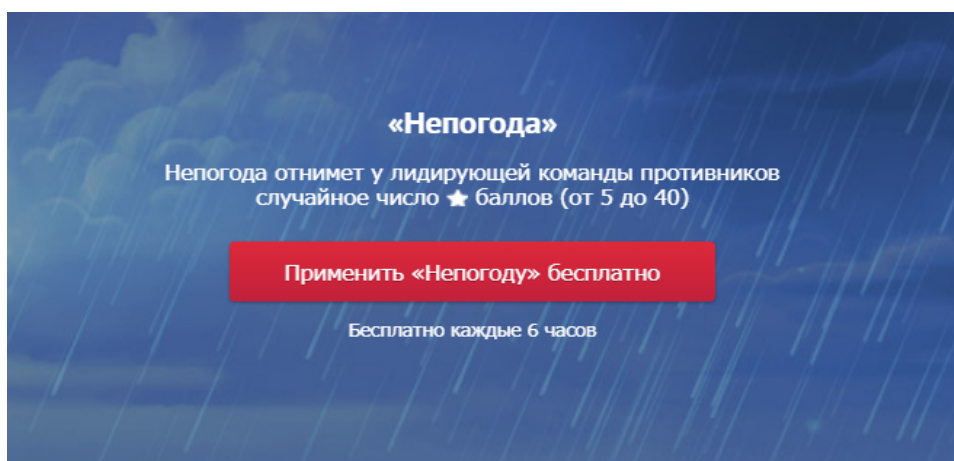 «Непогода»
Непогода отнимет у лидирующей команды противников
случайное число ★ баллов (от 5 до 40)
Применить «Непогоду» бесплатно
Бесплатно каждые 6 часов